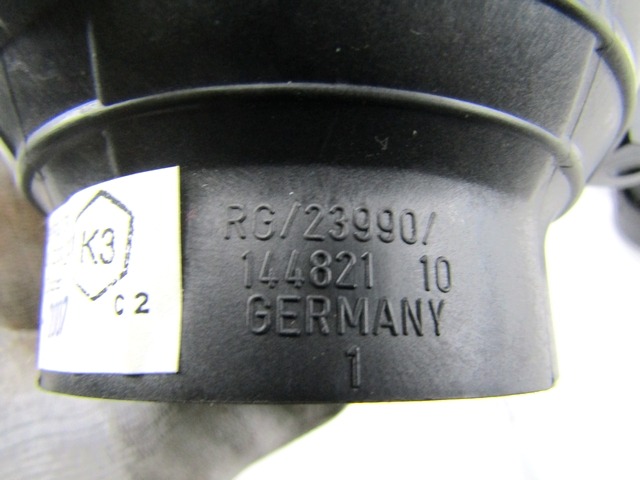 RG/23990/
144821 10
GERMANY
1
K3
C2